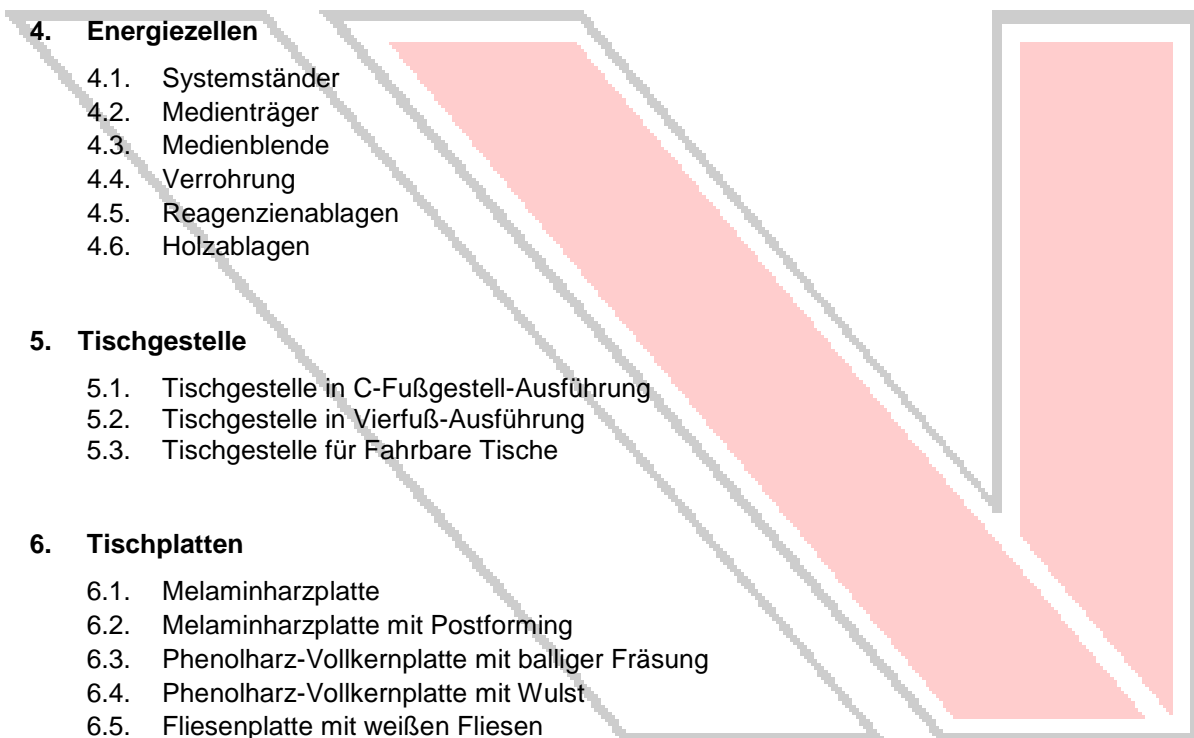 4. Energiezellen
4.1. Systemständer
4.2. Medienträger
4.3. Medienblende
4.4. Verrohrung
4.5. Reagenzienablagen
4.6. Holzablagen
5. Tischgestelle
5.1. Tischgestelle in C-Fußgestell-Ausführung
5.2. Tischgestelle in Vierfuß-Ausführung
5.3. Tischgestelle für Fahrbare Tische
6. Tischplatten
6.1. Melaminharzplatte
6.2. Melaminharzplatte mit Postforming
6.3. Phenolharz-Vollkernplatte mit balliger Fräsung
6.4. Phenolharz-Vollkernplatte mit Wulst
6.5. Fliesenplatte mit weißen Fliesen